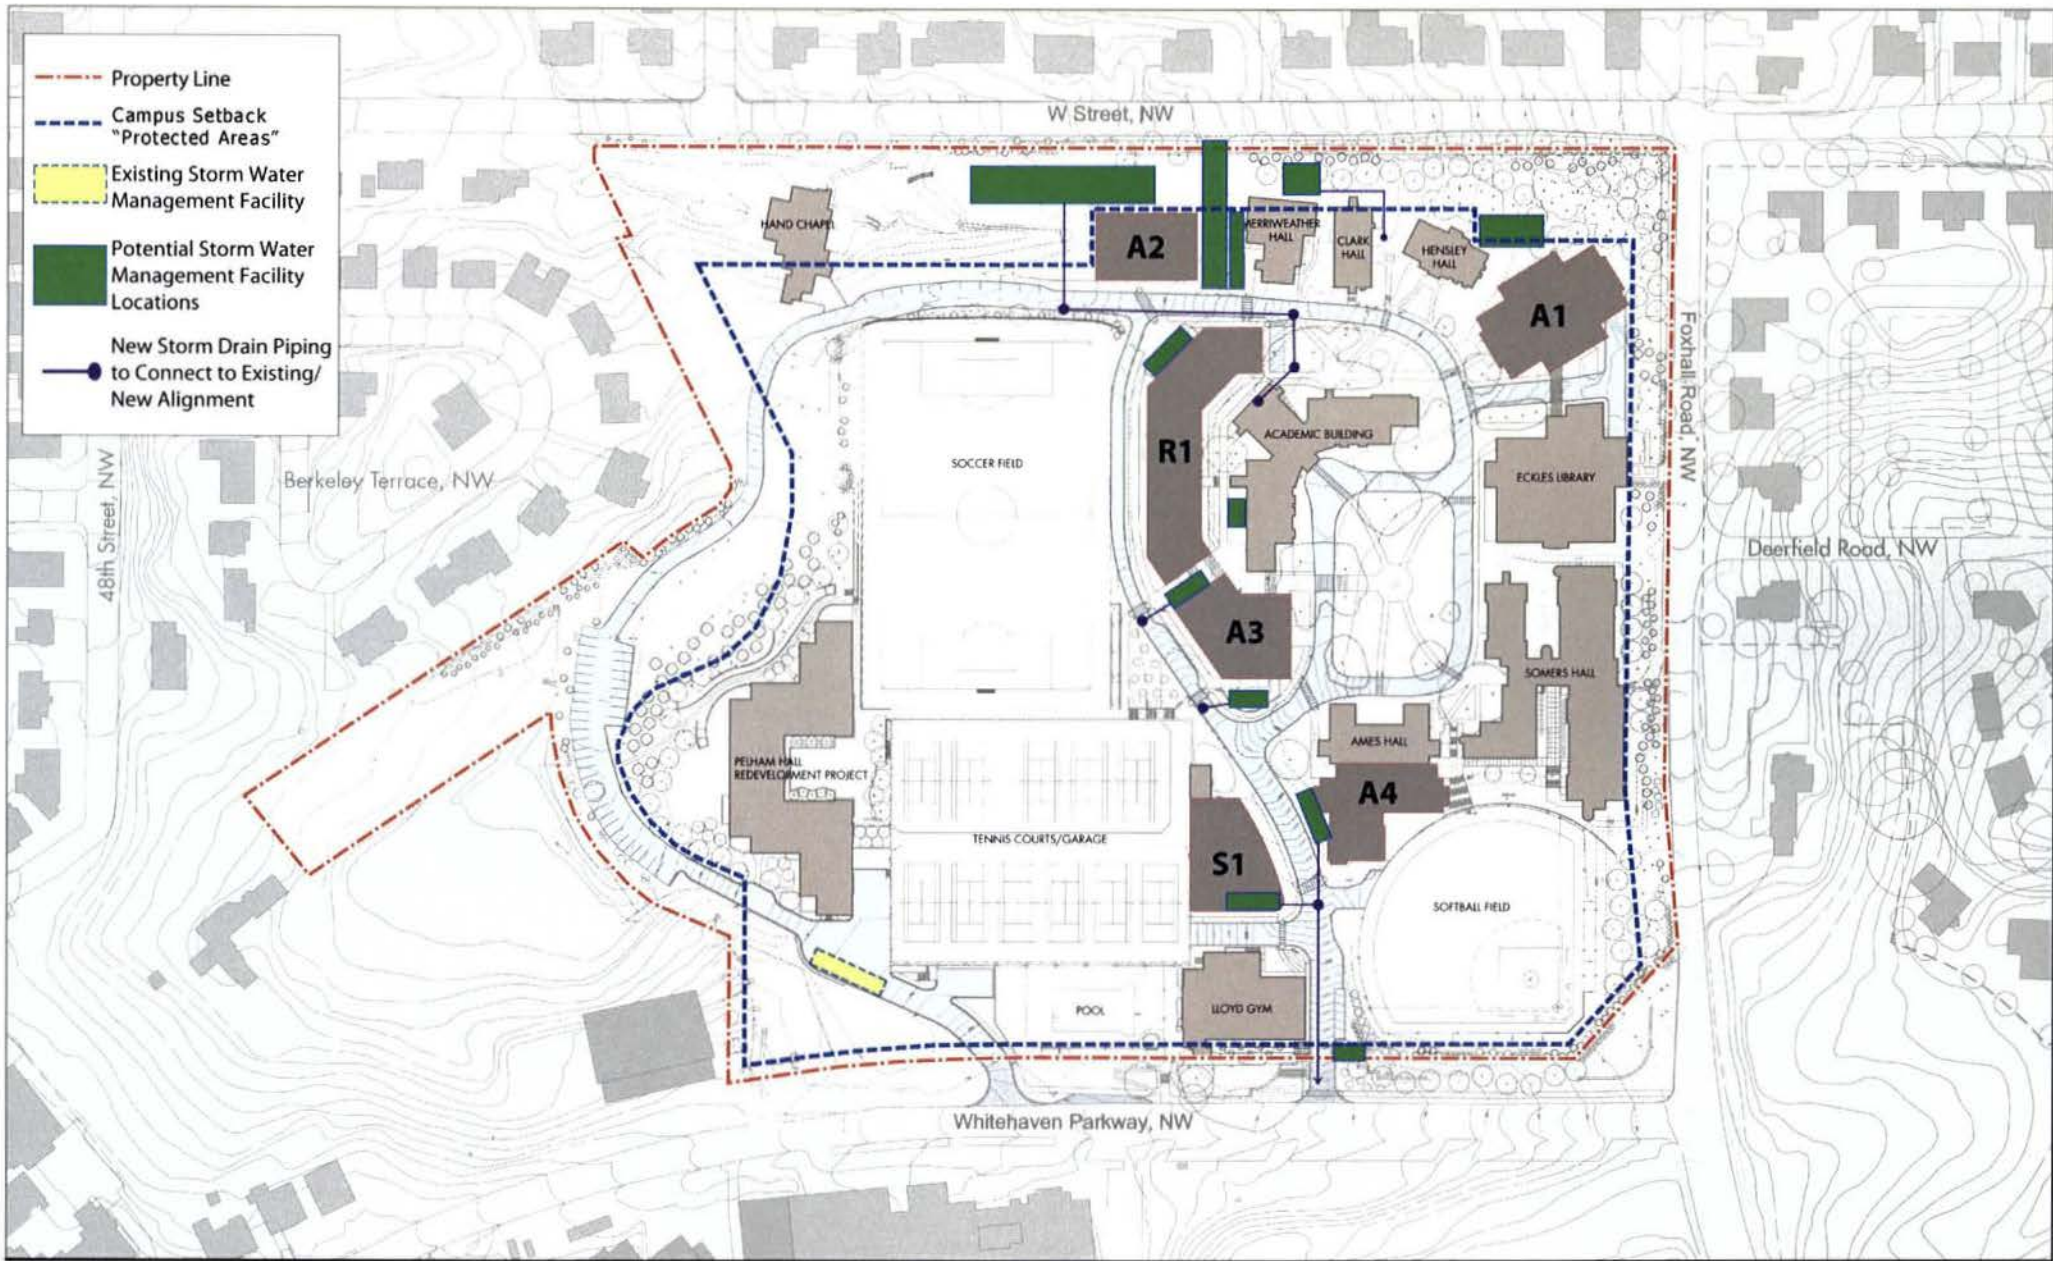 Property Line
Campus Setback
"Protected Areas"
Existing Storm Water
Management Facility
Potential Storm Water
Management Facility
Locations
New Storm Drain Piping
to Connect to Existing/
New Alignment
W Street, NW
HAND CHAPEL
A2
MERRIWEATHER
HALL
CLARK
HALL
HENSLEY
HALL
A1
Foxhall Road, NW
R1
ACADEMIC BUILDING
SOCCER FIELD
ECKLES LIBRARY
Berkeley Terrace, NW
48th Street, NW
Deerfield Road, NW
A3
SOMERS HALL
AMES HALL
PELHAM HALL
REDEVELOPMENT PROJECT
A4
TENNIS COURTS/GARAGE
S1
SOFTBALL FIELD
POOL
LLOYD GYM
Whitehaven Parkway, NW